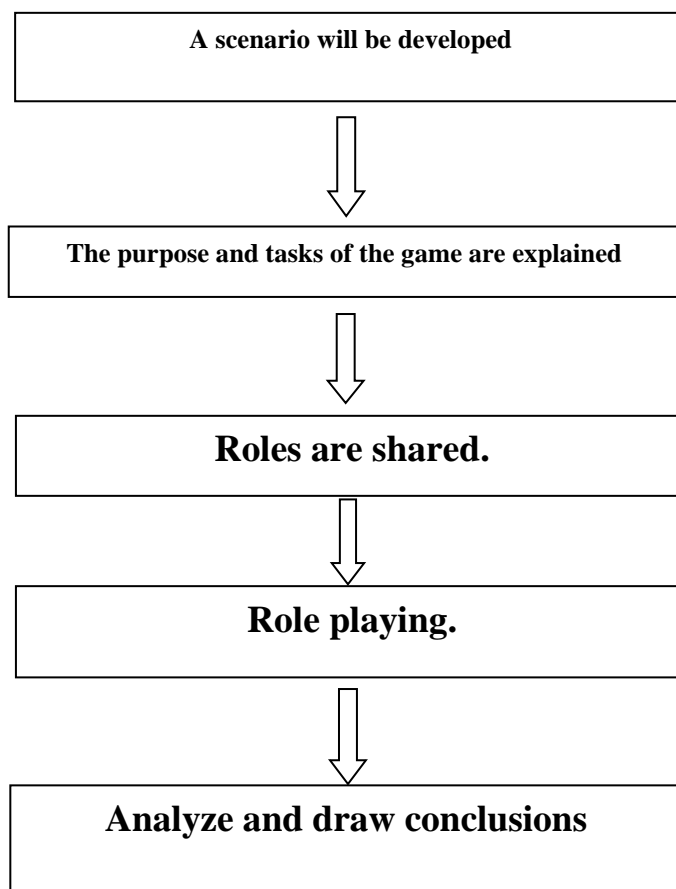 A scenario will be developed
The purpose and tasks of the game are explained
Roles are shared.
Role playing.
Analyze and draw conclusions